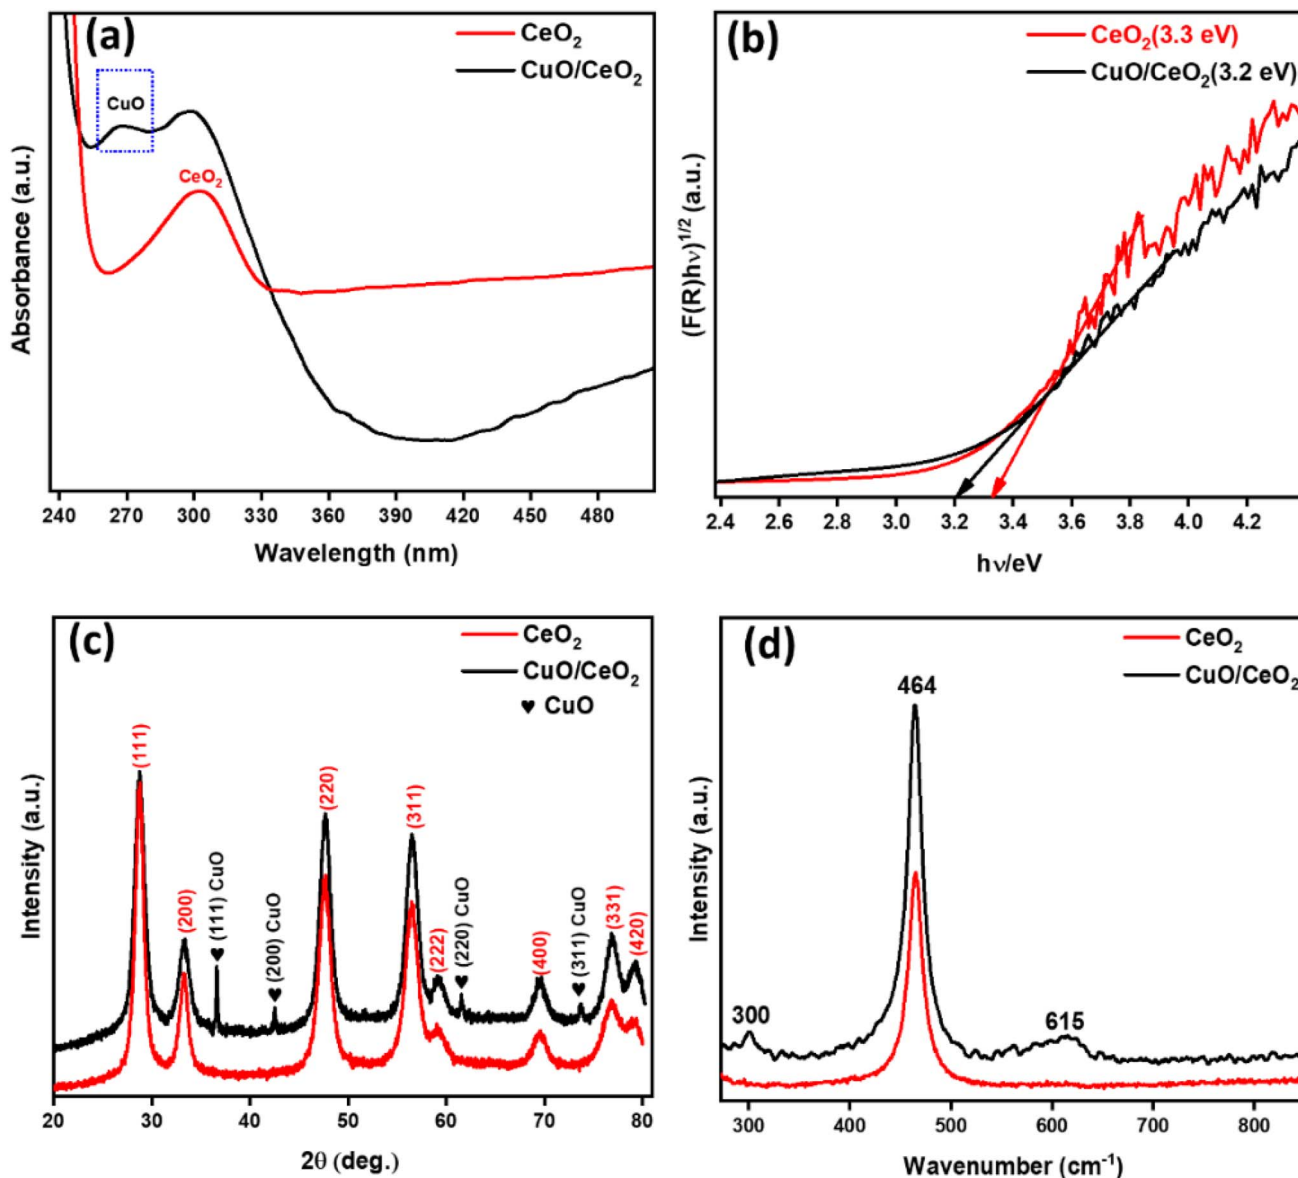 (a)
CeO₂
CuO/CeO₂
CuO
CeO₂
Absorbance (a.u.)
240 270 300 330 360 390 420 450 480
Wavelength (nm)
(b)
CeO₂(3.3 eV)
CuO/CeO₂(3.2 eV)
(F(R)hν)¹/² (a.u.)
2.4 2.6 2.8 3.0 3.2 3.4 3.6 3.8 4.0 4.2
hν/eV
(c)
CeO₂
CuO/CeO₂
♥ CuO
(111)
(200)
♥ (111) CuO
♥ (200) CuO
(220)
(311)
(222)
♥ (220) CuO
(400)
♥ (311) CuO
(331)
(420)
Intensity (a.u.)
20 30 40 50 60 70 80
2θ (deg.)
(d)
CeO₂
CuO/CeO₂
464
300
615
Intensity (a.u.)
300 400 500 600 700 800
Wavenumber (cm⁻¹)